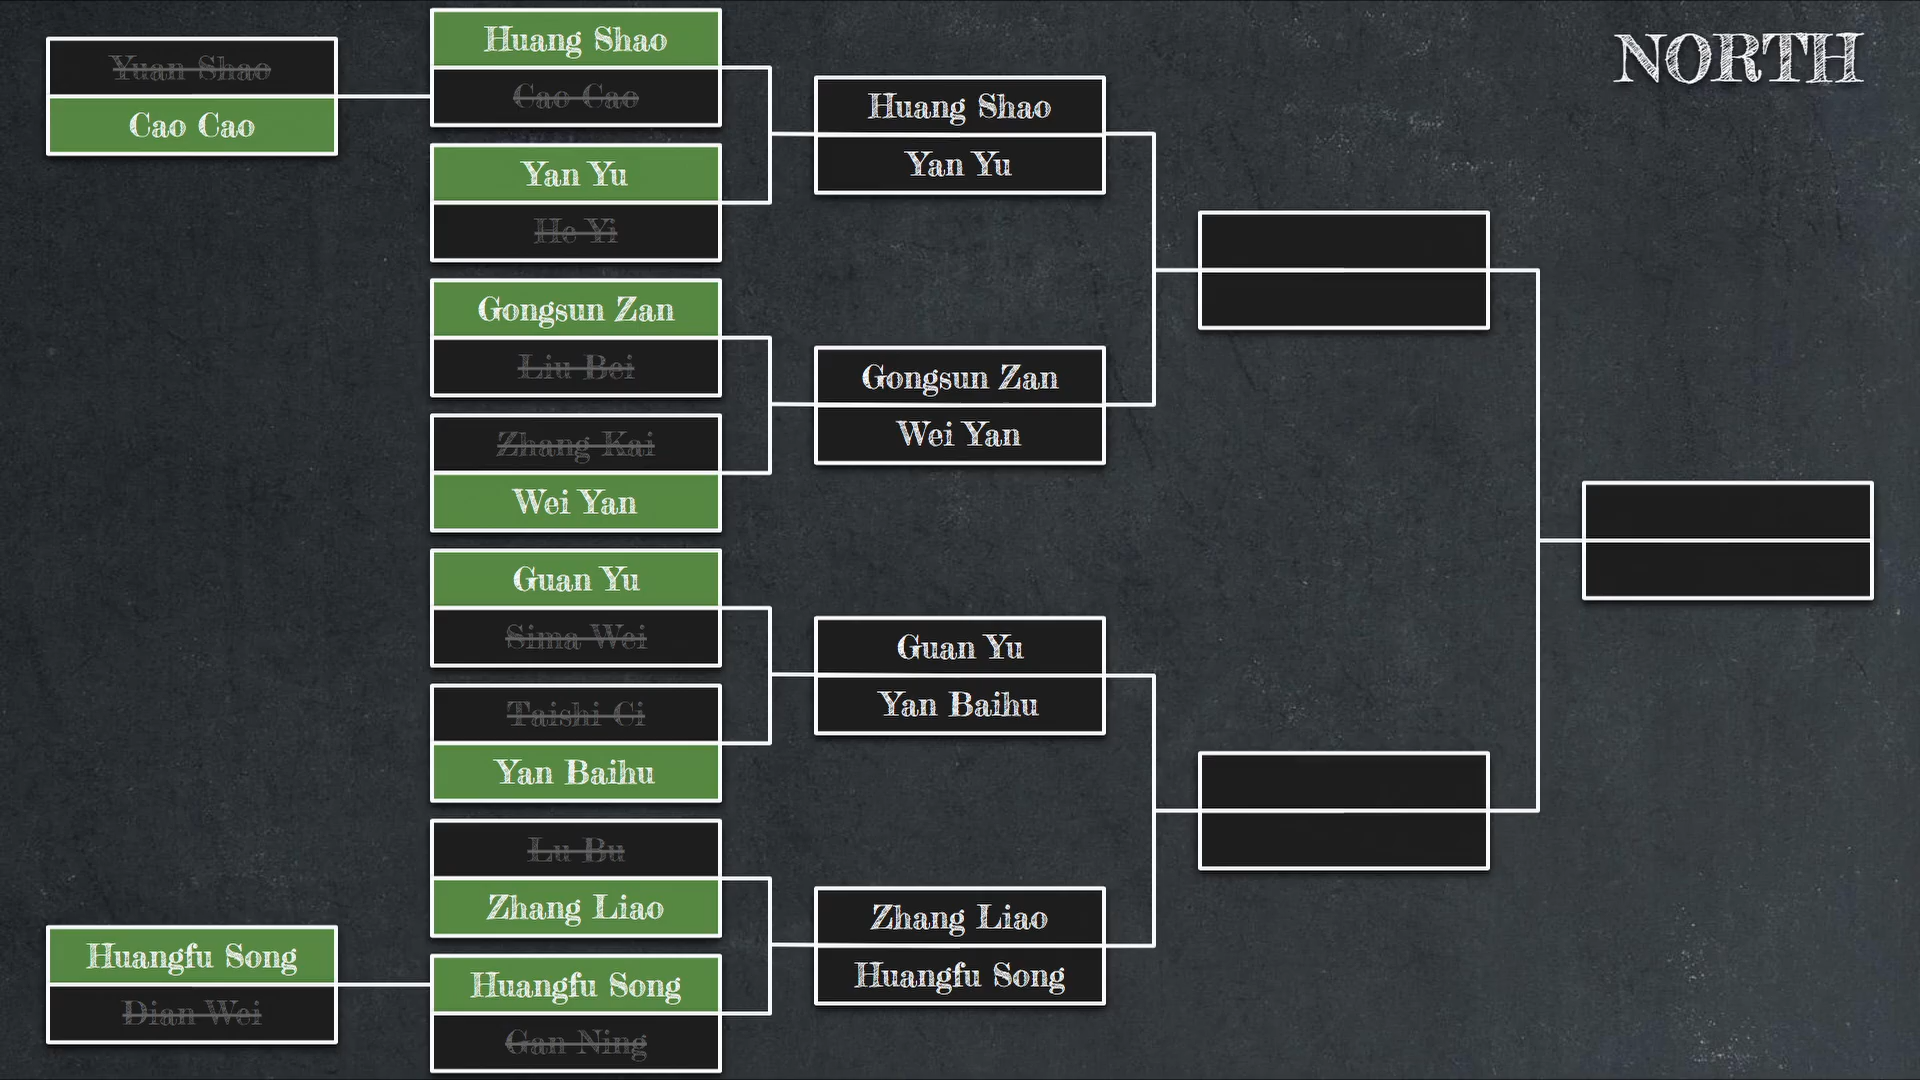 NORTH
Yuan Shao
Cao Cao
Huangfu Song
Dian Wei
Huang Shao
Cao Cao
Yan Yu
He Yi
Gongsun Zan
Liu Bei
Zhang Kai
Wei Yan
Guan Yu
Sima Wei
Taishi Ci
Yan Baihu
Lu Bu
Zhang Liao
Huangfu Song
Gan Ning
Huang Shao
Yan Yu
Gongsun Zan
Wei Yan
Guan Yu
Yan Baihu
Zhang Liao
Huangfu Song